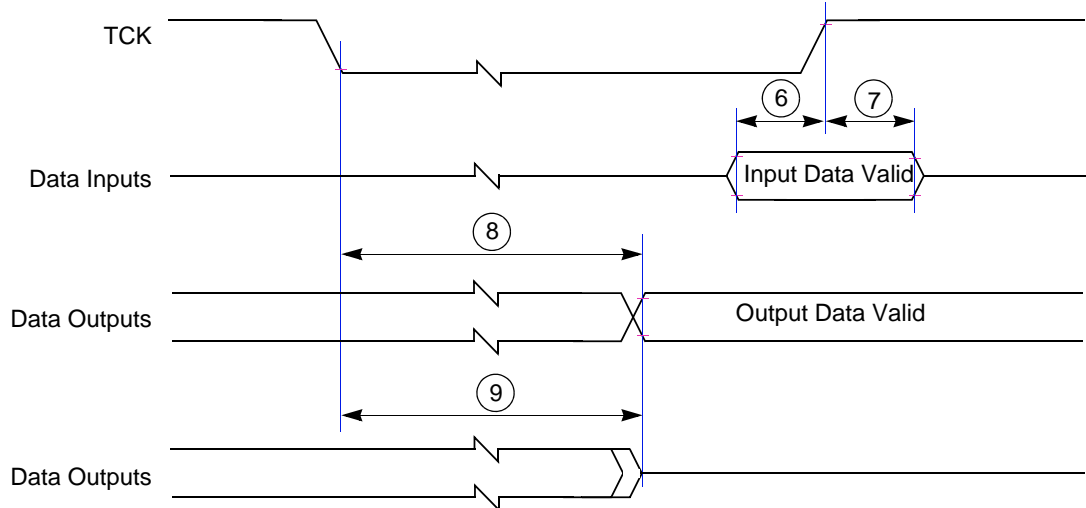 TCK
6
7
Data Inputs
Input Data Valid
8
Data Outputs
Output Data Valid
9
Data Outputs